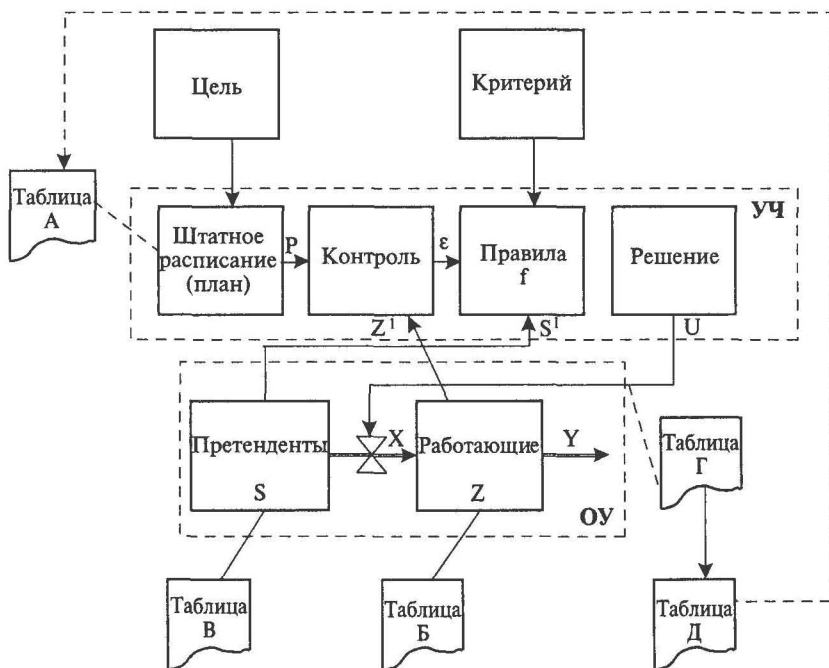 Цель
Критерий
Таблица
А
УЧ
Штатное
расписание
(план)
P
Контроль
ε
Правила
f
Решение
Z¹
S¹
U
Претенденты
S
X
Работающие
Z
Y
ОУ
Таблица
Г
Таблица
В
Таблица
Б
Таблица
Д